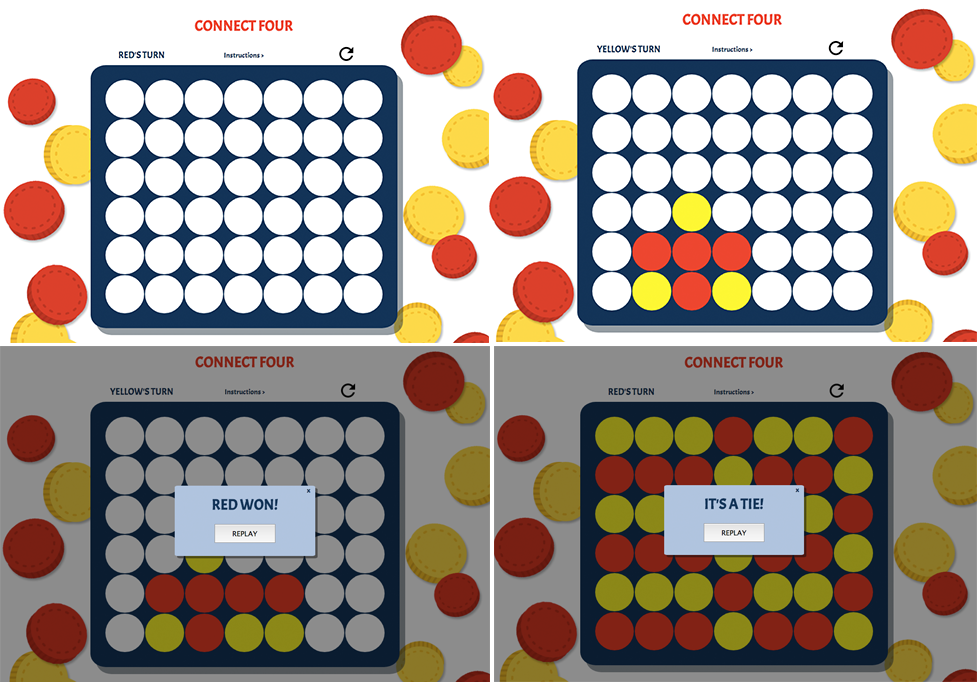 CONNECT FOUR
RED'S TURN
Instructions >
CONNECT FOUR
YELLOW'S TURN
Instructions >
CONNECT FOUR
YELLOW'S TURN
Instructions >
x
RED WON!
REPLAY
CONNECT FOUR
RED'S TURN
Instructions >
x
IT'S A TIE!
REPLAY